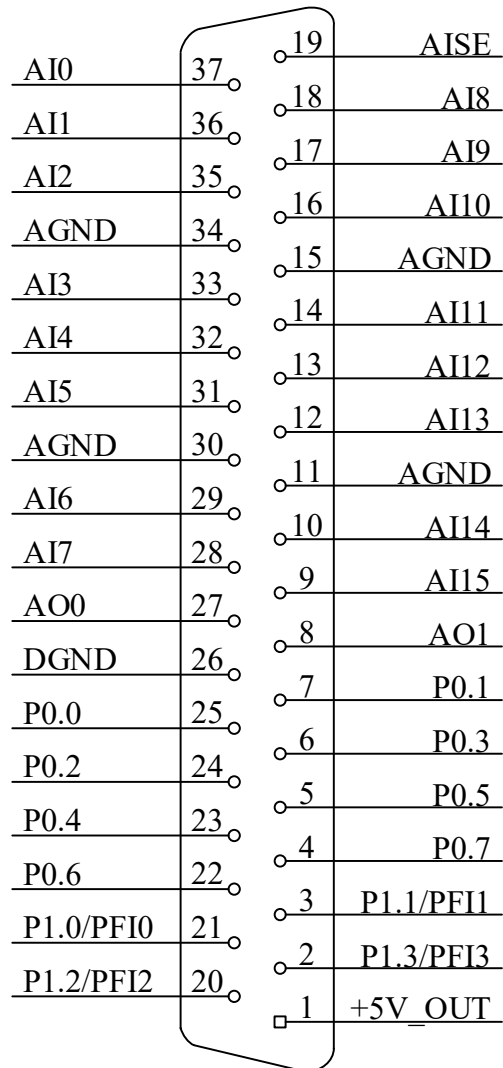 19 AISE
AI0 37
18 AI8
AI1 36
17 AI9
AI2 35
16 AI10
AGND 34
15 AGND
AI3 33
14 AI11
AI4 32
13 AI12
AI5 31
12 AI13
AGND 30
11 AGND
AI6 29
10 AI14
AI7 28
9 AI15
AO0 27
8 AO1
DGND 26
7 P0.1
P0.0 25
6 P0.3
P0.2 24
5 P0.5
P0.4 23
4 P0.7
P0.6 22
3 P1.1/PFI1
P1.0/PFI0 21
2 P1.3/PFI3
P1.2/PFI2 20
1 +5V_OUT